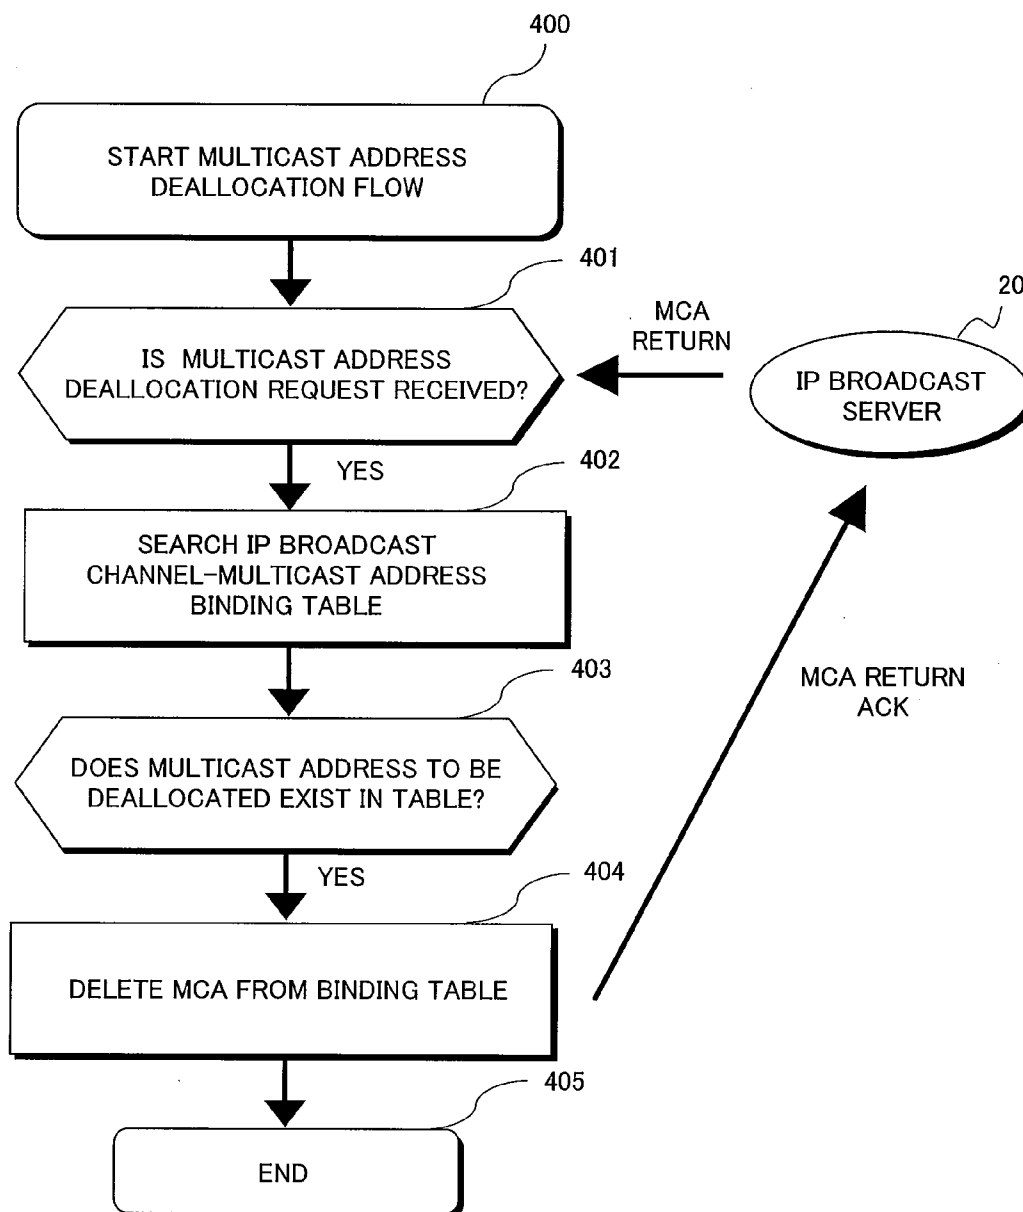 400
START MULTICAST ADDRESS
DEALLOCATION FLOW
401
IS MULTICAST ADDRESS
DEALLOCATION REQUEST RECEIVED?
MCA
RETURN
20
IP BROADCAST
SERVER
YES
402
SEARCH IP BROADCAST
CHANNEL-MULTICAST ADDRESS
BINDING TABLE
403
MCA RETURN
ACK
DOES MULTICAST ADDRESS TO BE
DEALLOCATED EXIST IN TABLE?
YES
404
DELETE MCA FROM BINDING TABLE
405
END